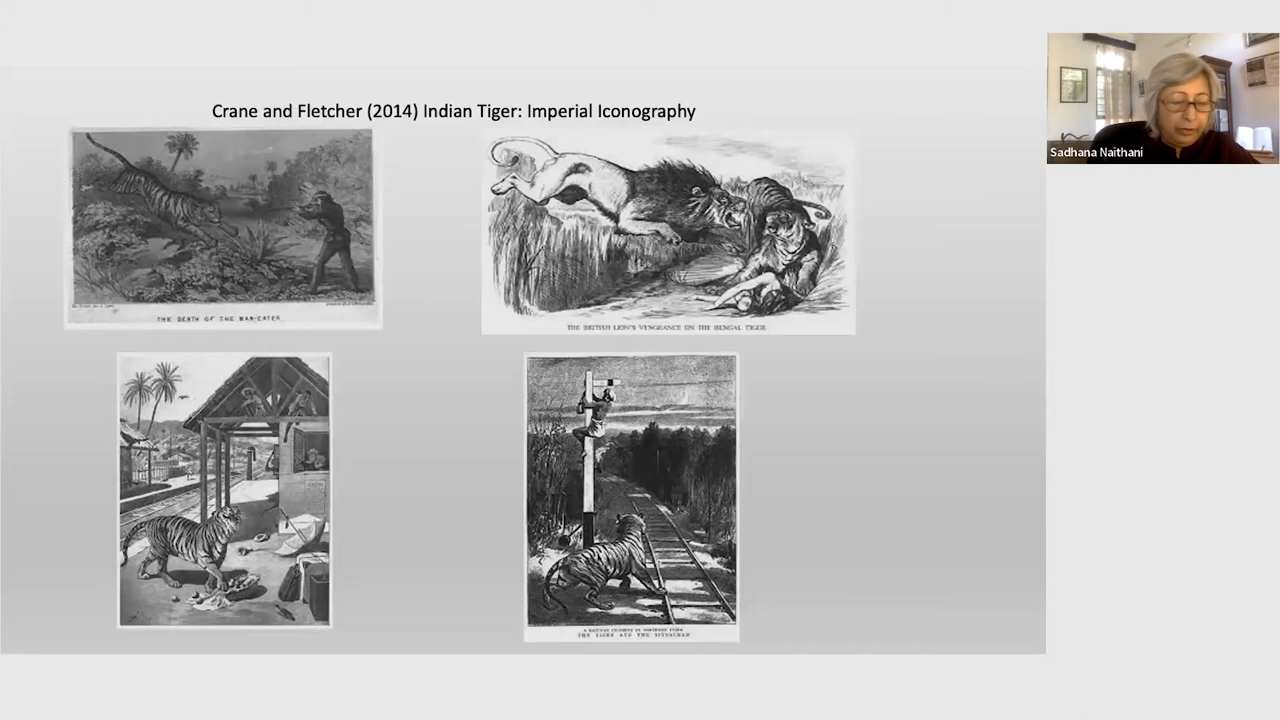 Crane and Fletcher (2014) Indian Tiger: Imperial Iconography
Sadhana Naithani
THE DEATH OF THE MAN-EATER
THE BRITISH LION'S VENGEANCE ON THE BENGAL TIGER.
A RAILWAY INCIDENT IN NORTHERN INDIA
THE TIGER AND THE SIGNALMAN